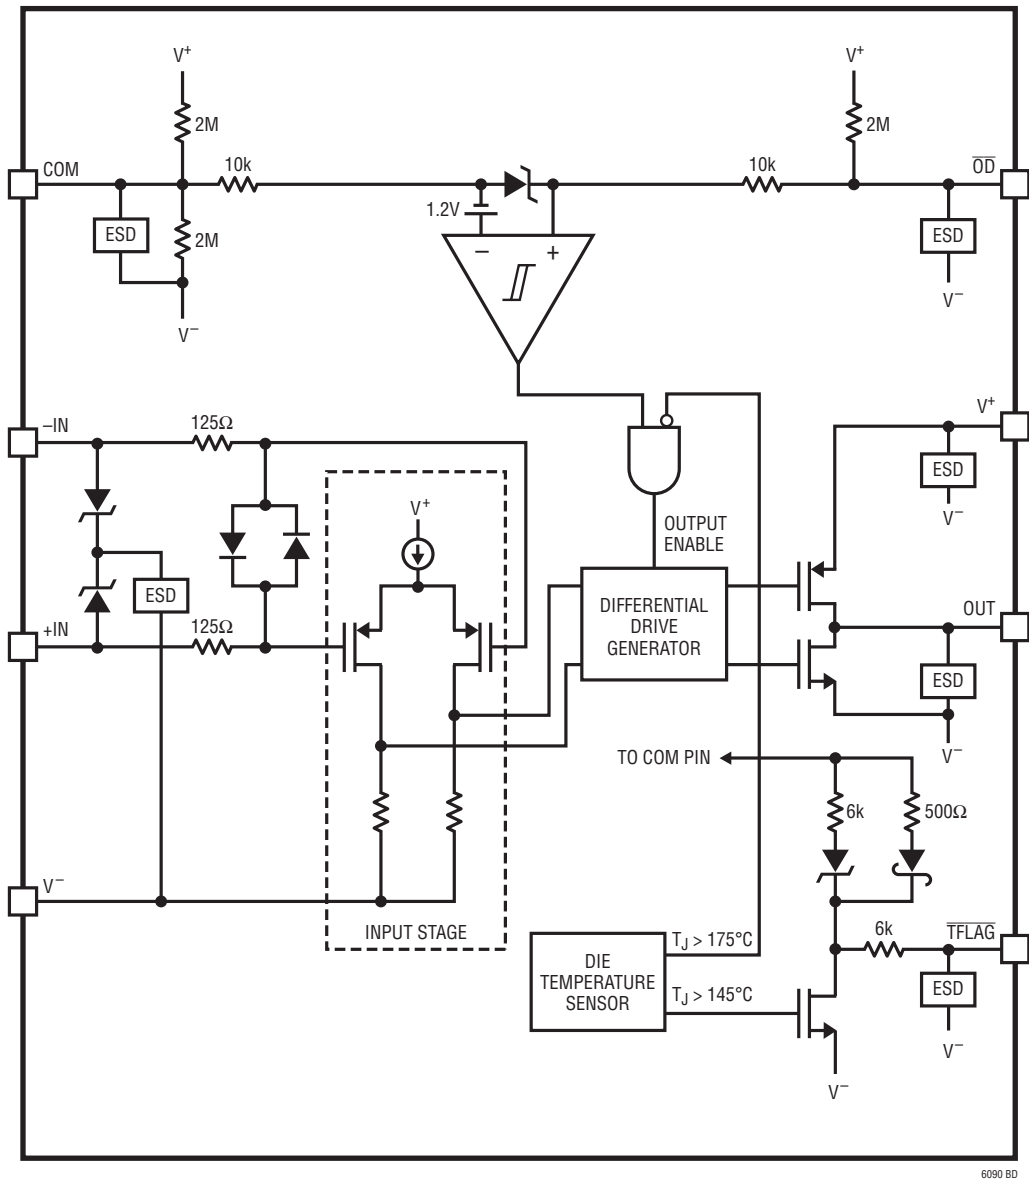 V⁺
V⁺
2M
2M
COM
10k
10k
O̅D̅
1.2V
ESD
2M
ESD
−
+
V⁻
V⁻
–IN
125Ω
V⁺
ESD
V⁺
V⁻
OUTPUT
ENABLE
ESD
+IN
125Ω
DIFFERENTIAL
DRIVE
GENERATOR
OUT
ESD
V⁻
TO COM PIN
6k
500Ω
V⁻
INPUT STAGE
6k
T̅F̅L̅A̅G̅
TJ > 175°C
DIE
TEMPERATURE
SENSOR
TJ > 145°C
ESD
V⁻
V⁻
6090 BD